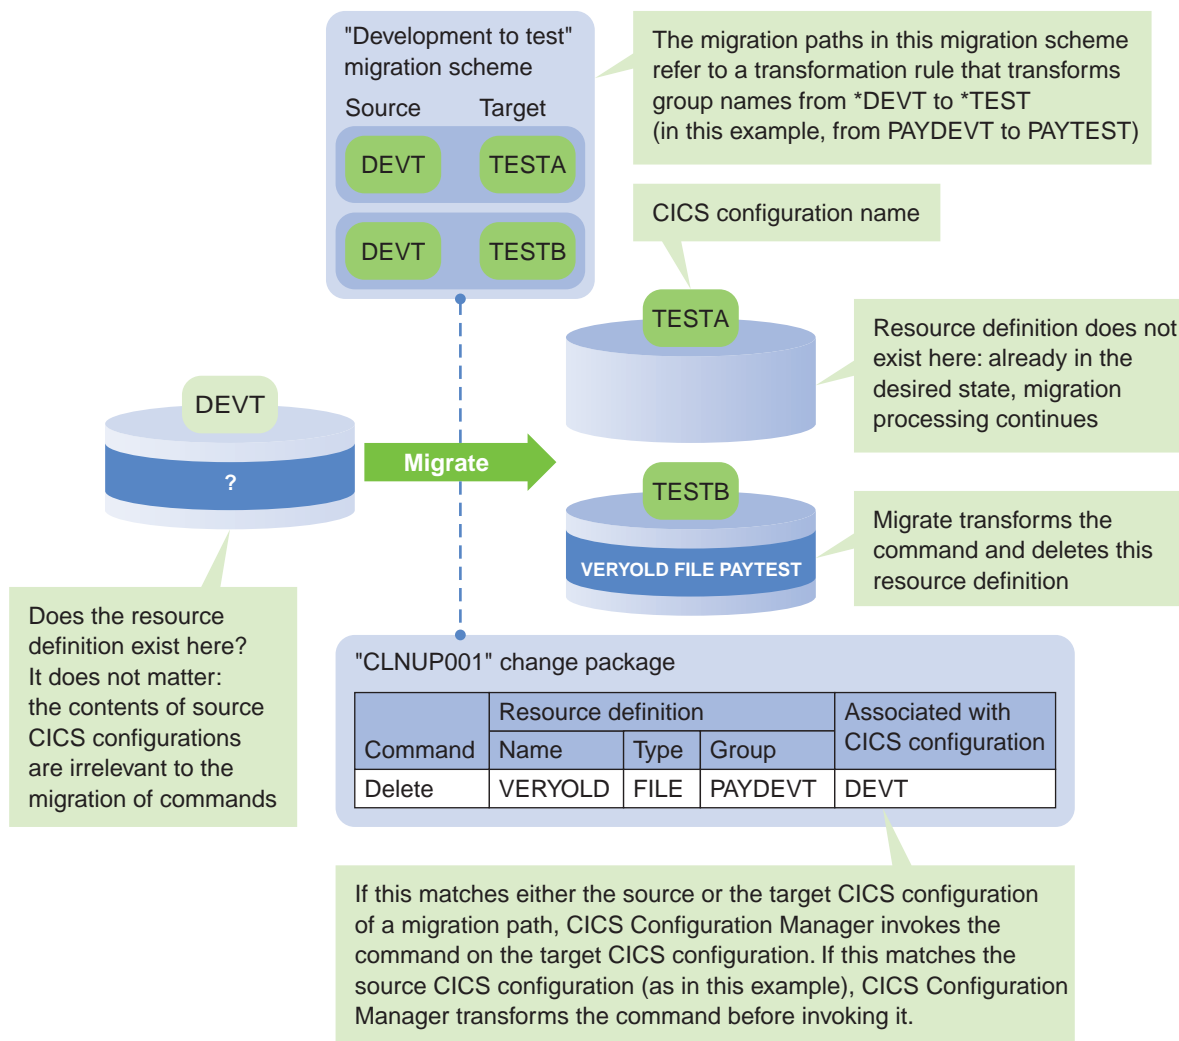 "Development to test"
migration scheme
Source Target
DEVT TESTA
DEVT TESTB
The migration paths in this migration scheme
refer to a transformation rule that transforms
group names from *DEVT to *TEST
(in this example, from PAYDEVT to PAYTEST)
CICS configuration name
TESTA
Resource definition does not
exist here: already in the
desired state, migration
processing continues
DEVT
?
Migrate
TESTB
VERYOLD FILE PAYTEST
Migrate transforms the
command and deletes this
resource definition
Does the resource
definition exist here?
It does not matter:
the contents of source
CICS configurations
are irrelevant to the
migration of commands
"CLNUP001" change package
Resource definition
Associated with
CICS configuration
Command Name Type Group
Delete VERYOLD FILE PAYDEVT DEVT
If this matches either the source or the target CICS configuration
of a migration path, CICS Configuration Manager invokes the
command on the target CICS configuration. If this matches the
source CICS configuration (as in this example), CICS Configuration
Manager transforms the command before invoking it.